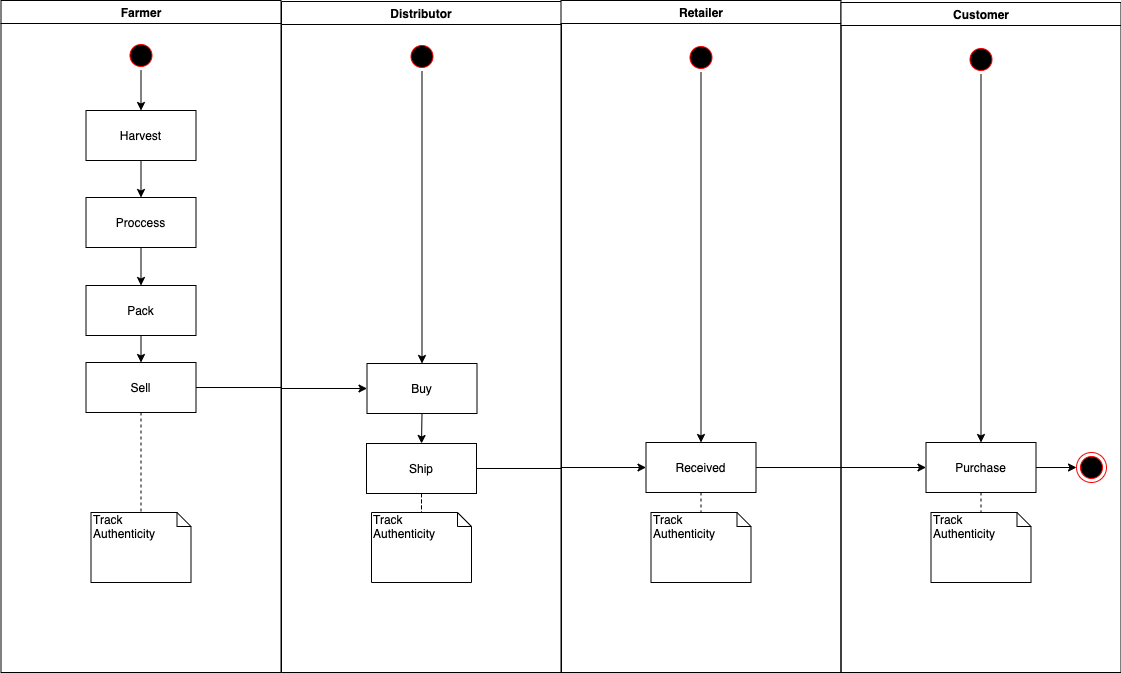 Farmer
Distributor
Retailer
Customer
Harvest
Proccess
Pack
Sell
Buy
Ship
Received
Purchase
Track
Authenticity
Track
Authenticity
Track
Authenticity
Track
Authenticity